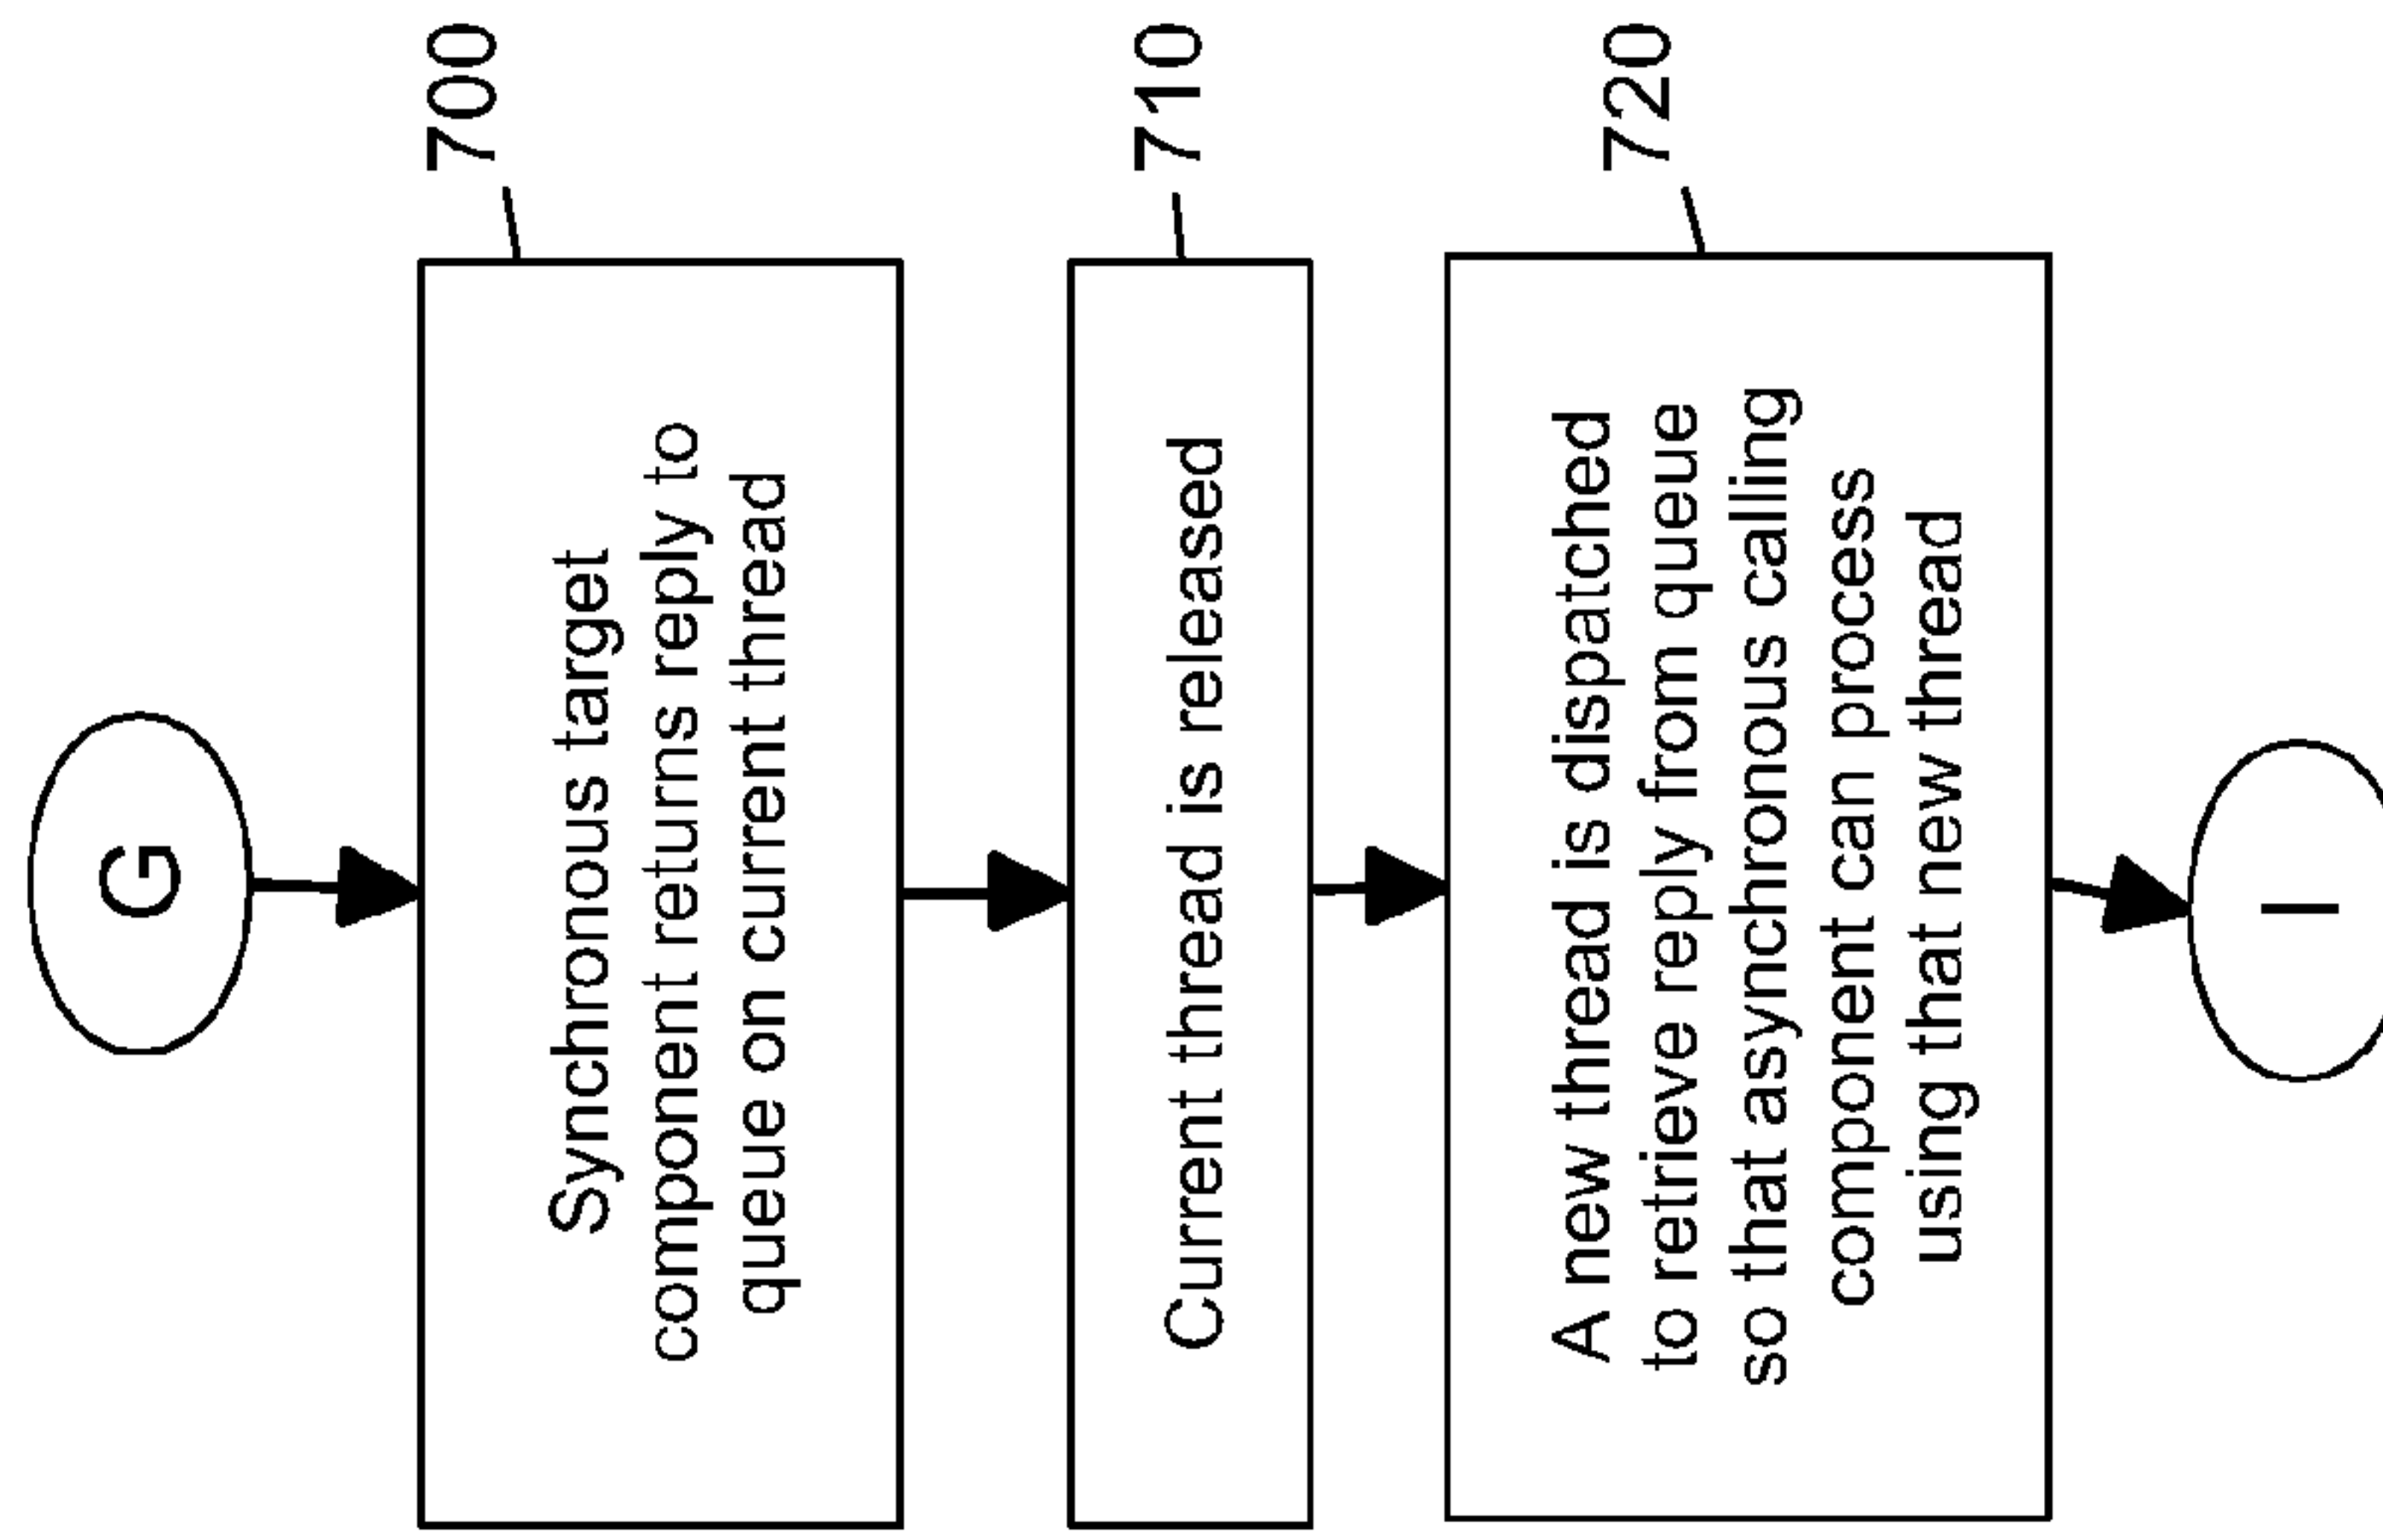 G
700
Synchronous target
component returns reply to
queue on current thread
710
Current thread is released
720
A new thread is dispatched
to retrieve reply from queue
so that asynchronous calling
component can process
using that new thread
I